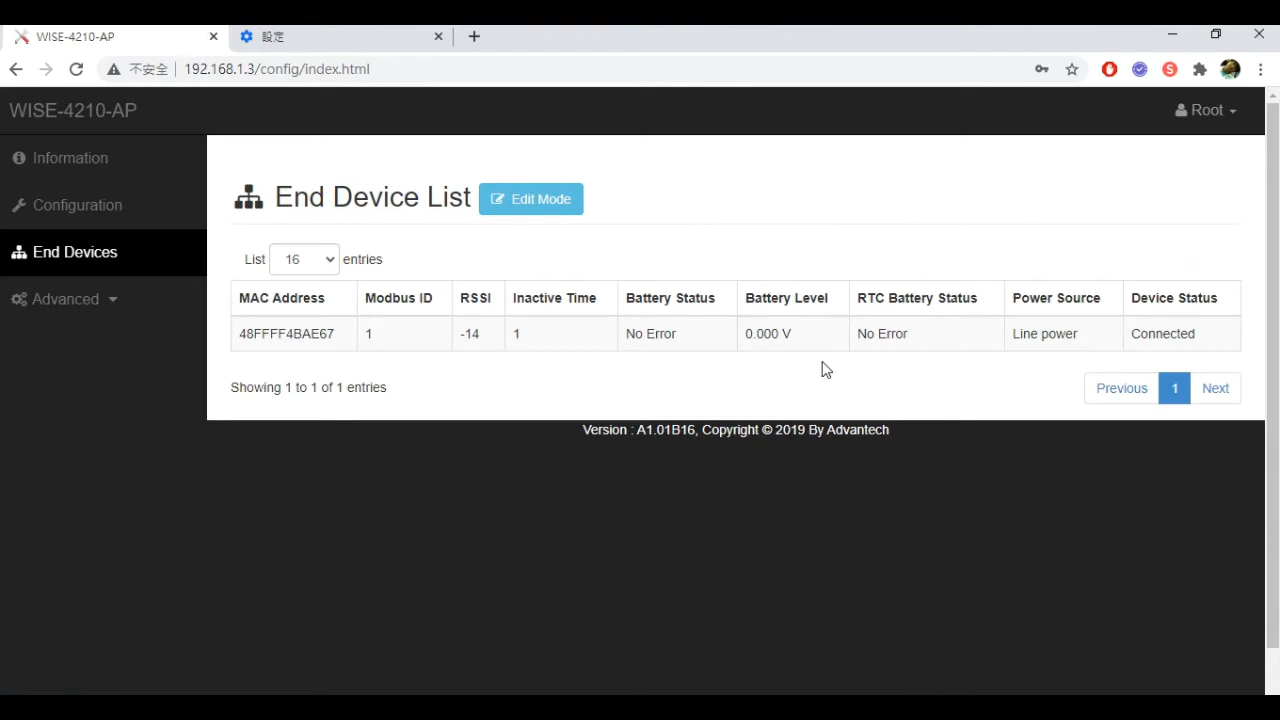 WISE-4210-AP
設定
不安全
192.168.1.3/config/index.html
WISE-4210-AP
Root
Information
Configuration
End Devices
Advanced
End Device List
Edit Mode
List 16 entries
MAC Address Modbus ID RSSI Inactive Time Battery Status Battery Level RTC Battery Status Power Source Device Status
48FFFF4BAE67 1 -14 1 No Error 0.000 V No Error Line power Connected
Showing 1 to 1 of 1 entries
Previous 1 Next
Version : A1.01B16, Copyright © 2019 By Advantech